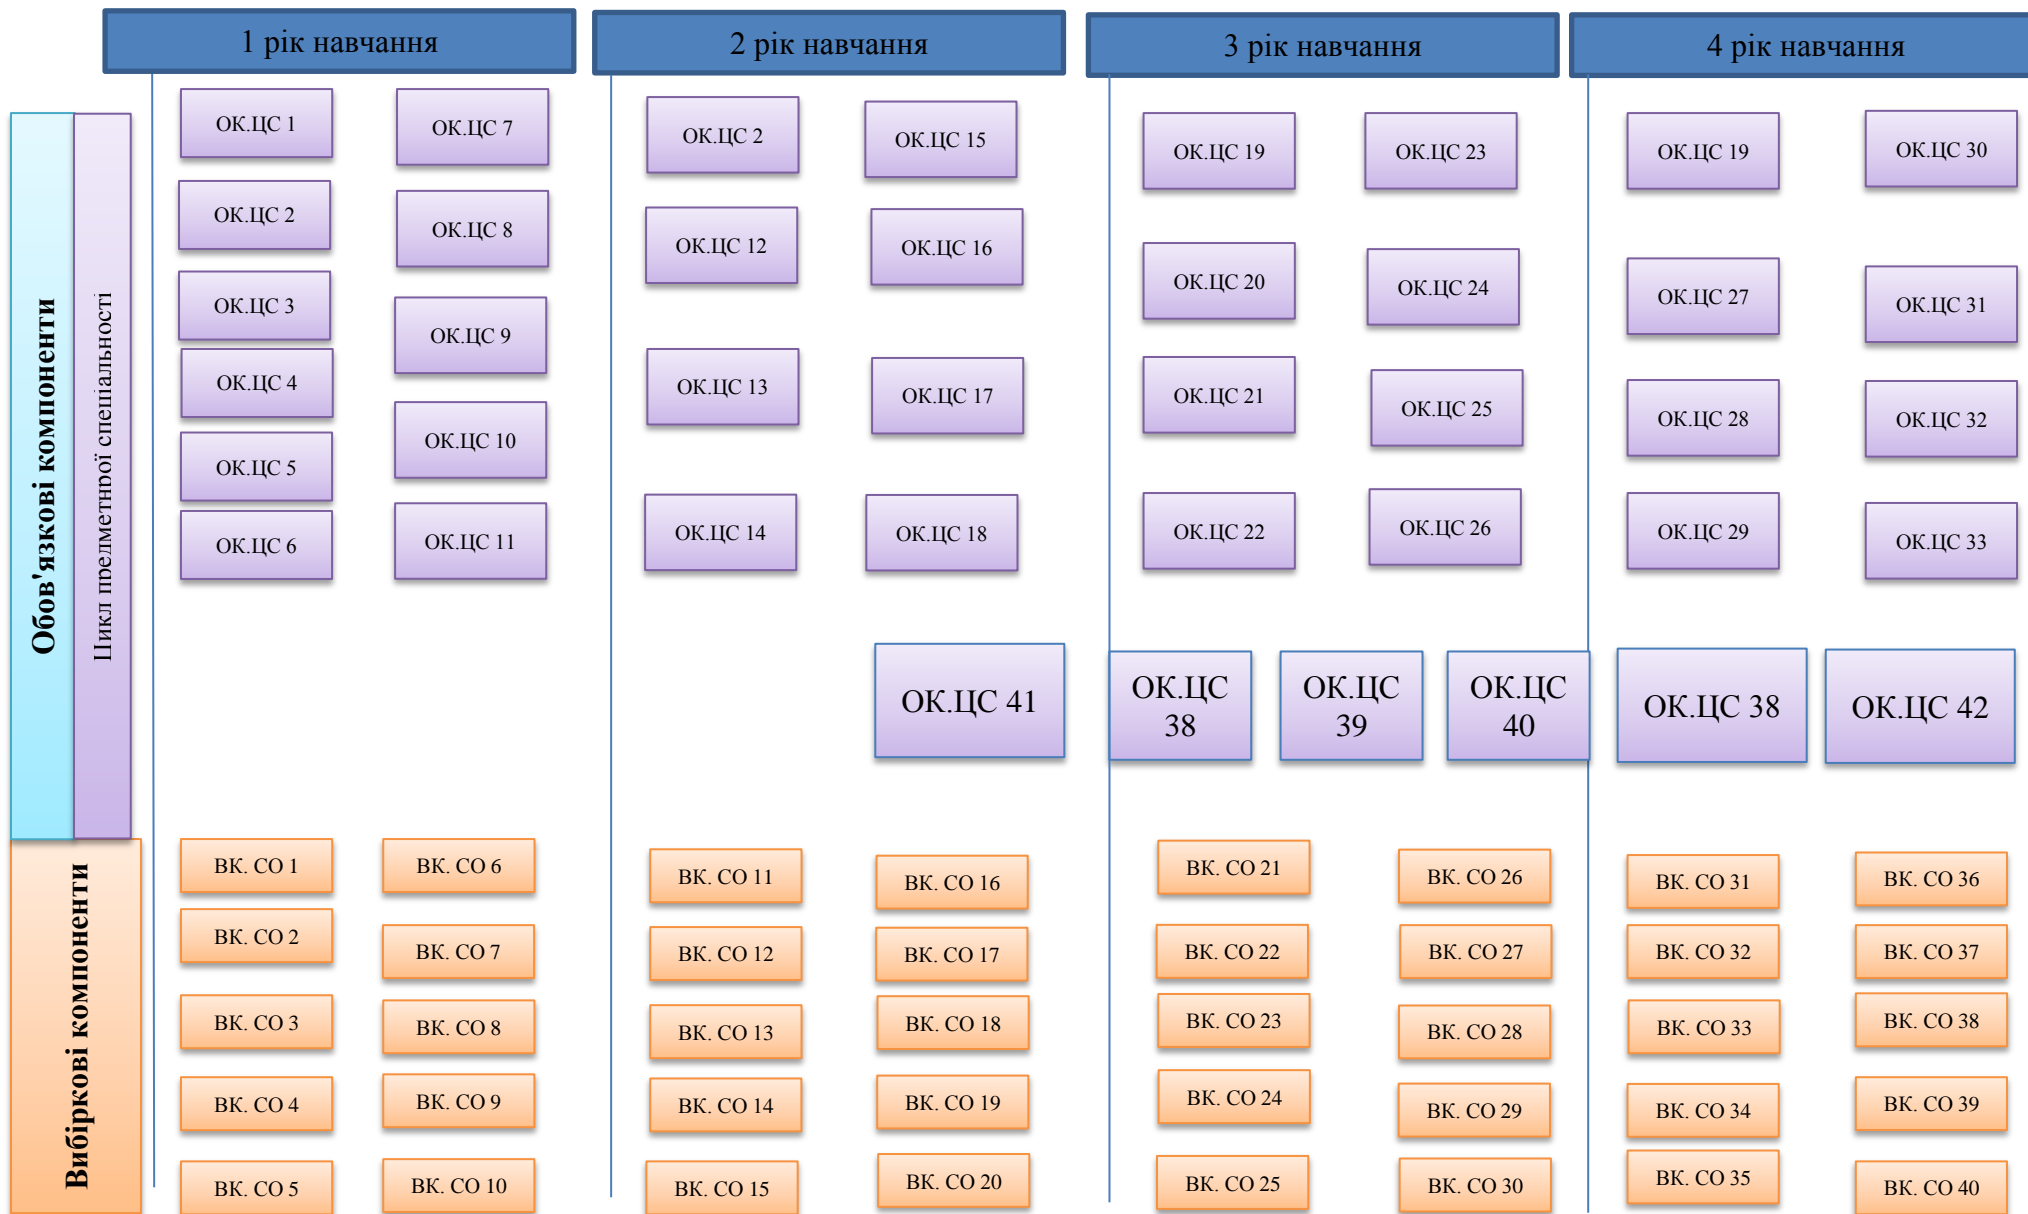 1 рік навчання
2 рік навчання
3 рік навчання
4 рік навчання
Обов'язкові компоненти
Цикл предметної спеціальності
ОК.ЦС 1
ОК.ЦС 7
ОК.ЦС 2
ОК.ЦС 15
ОК.ЦС 19
ОК.ЦС 23
ОК.ЦС 19
ОК.ЦС 30
ОК.ЦС 2
ОК.ЦС 8
ОК.ЦС 12
ОК.ЦС 16
ОК.ЦС 20
ОК.ЦС 24
ОК.ЦС 27
ОК.ЦС 31
ОК.ЦС 3
ОК.ЦС 9
ОК.ЦС 4
ОК.ЦС 13
ОК.ЦС 17
ОК.ЦС 21
ОК.ЦС 25
ОК.ЦС 28
ОК.ЦС 32
ОК.ЦС 10
ОК.ЦС 5
ОК.ЦС 6
ОК.ЦС 11
ОК.ЦС 14
ОК.ЦС 18
ОК.ЦС 22
ОК.ЦС 26
ОК.ЦС 29
ОК.ЦС 33
ОК.ЦС 41
ОК.ЦС
38
ОК.ЦС
39
ОК.ЦС
40
ОК.ЦС 38
ОК.ЦС 42
Вибіркові компоненти
ВК. СО 1
ВК. СО 6
ВК. СО 11
ВК. СО 16
ВК. СО 21
ВК. СО 26
ВК. СО 31
ВК. СО 36
ВК. СО 2
ВК. СО 7
ВК. СО 12
ВК. СО 17
ВК. СО 22
ВК. СО 27
ВК. СО 32
ВК. СО 37
ВК. СО 3
ВК. СО 8
ВК. СО 13
ВК. СО 18
ВК. СО 23
ВК. СО 28
ВК. СО 33
ВК. СО 38
ВК. СО 4
ВК. СО 9
ВК. СО 14
ВК. СО 19
ВК. СО 24
ВК. СО 29
ВК. СО 34
ВК. СО 39
ВК. СО 5
ВК. СО 10
ВК. СО 15
ВК. СО 20
ВК. СО 25
ВК. СО 30
ВК. СО 35
ВК. СО 40